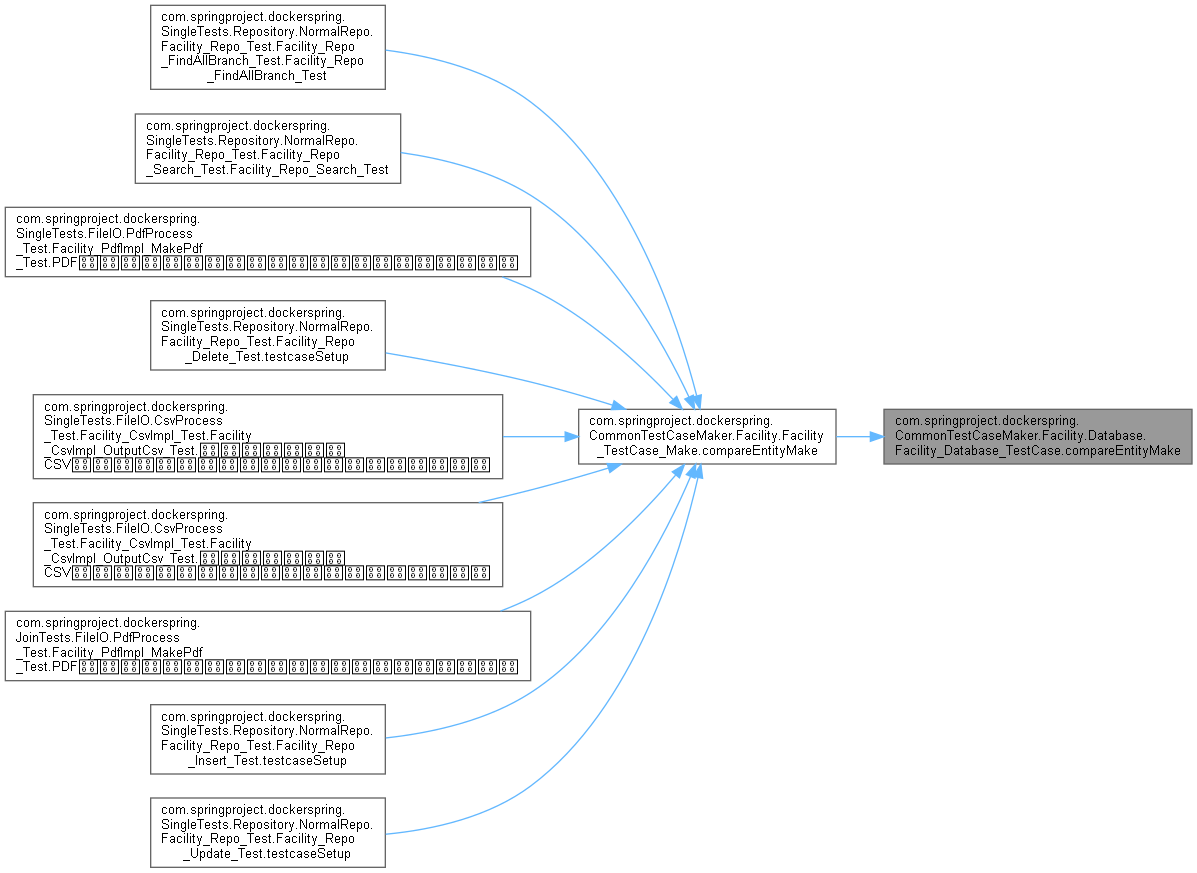 com.springproject.dockerspring.
SingleTests.Repository.NormalRepo.
Facility_Repo_Test.Facility_Repo
_FindAllBranch_Test.Facility_Repo
_FindAllBranch_Test
com.springproject.dockerspring.
SingleTests.Repository.NormalRepo.
Facility_Repo_Test.Facility_Repo
_Search_Test.Facility_Repo_Search_Test
com.springproject.dockerspring.
SingleTests.FileIO.PdfProcess
_Test.Facility_PdfImpl_MakePdf
_Test.PDF
com.springproject.dockerspring.
SingleTests.Repository.NormalRepo.
Facility_Repo_Test.Facility_Repo
_Delete_Test.testcaseSetup
com.springproject.dockerspring.
SingleTests.FileIO.CsvProcess
_Test.Facility_CsvImpl_Test.Facility
_CsvImpl_OutputCsv_Test.
CSV
com.springproject.dockerspring.
CommonTestCaseMaker.Facility.Facility
_TestCase_Make.compareEntityMake
com.springproject.dockerspring.
CommonTestCaseMaker.Facility.Database.
Facility_Database_TestCase.compareEntityMake
com.springproject.dockerspring.
SingleTests.FileIO.CsvProcess
_Test.Facility_CsvImpl_Test.Facility
_CsvImpl_OutputCsv_Test.
CSV
com.springproject.dockerspring.
JoinTests.FileIO.PdfProcess
_Test.Facility_PdfImpl_MakePdf
_Test.PDF
com.springproject.dockerspring.
SingleTests.Repository.NormalRepo.
Facility_Repo_Test.Facility_Repo
_Insert_Test.testcaseSetup
com.springproject.dockerspring.
SingleTests.Repository.NormalRepo.
Facility_Repo_Test.Facility_Repo
_Update_Test.testcaseSetup